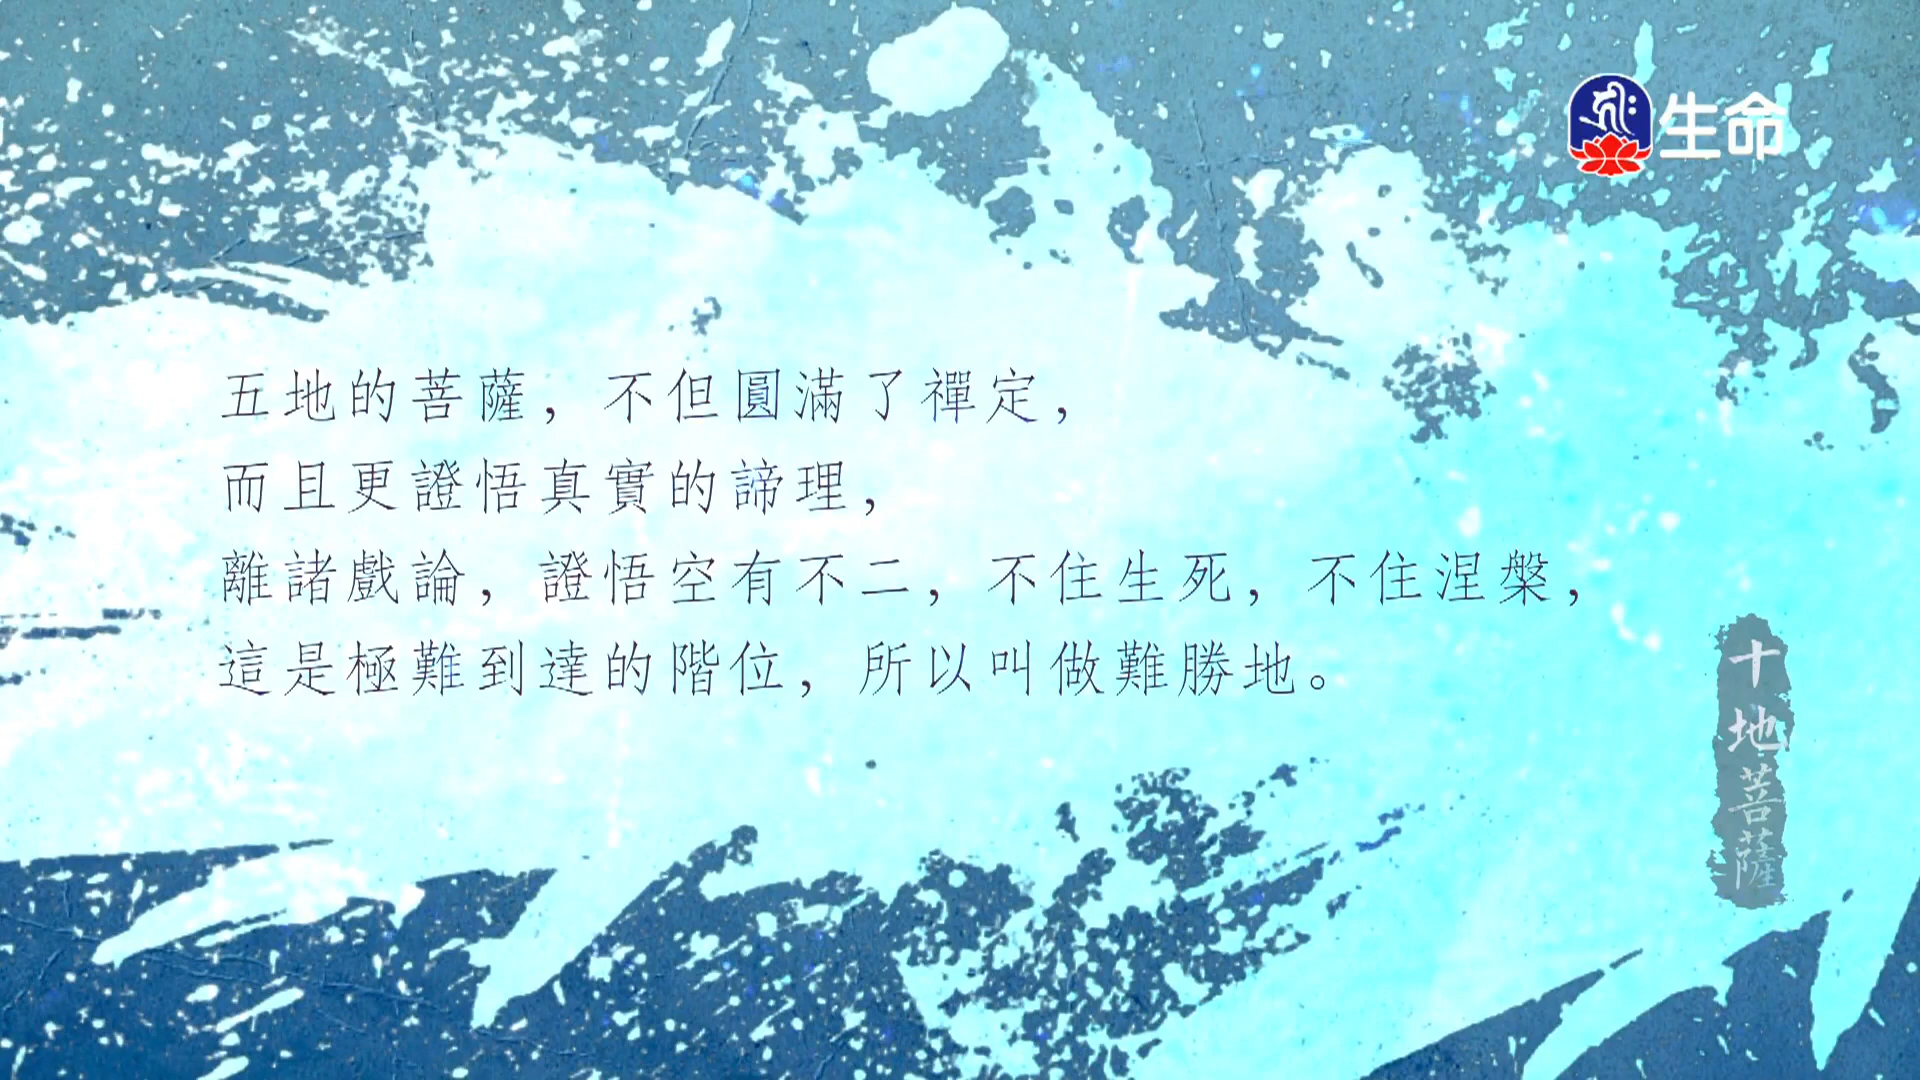 生命
五地的菩薩，不但圓滿了禪定，
而且更證悟真實的諦理，
離諸戲論，證悟空有不二，不住生死，不住涅槃，
這是極難到達的階位，所以叫做難勝地。
十地菩薩